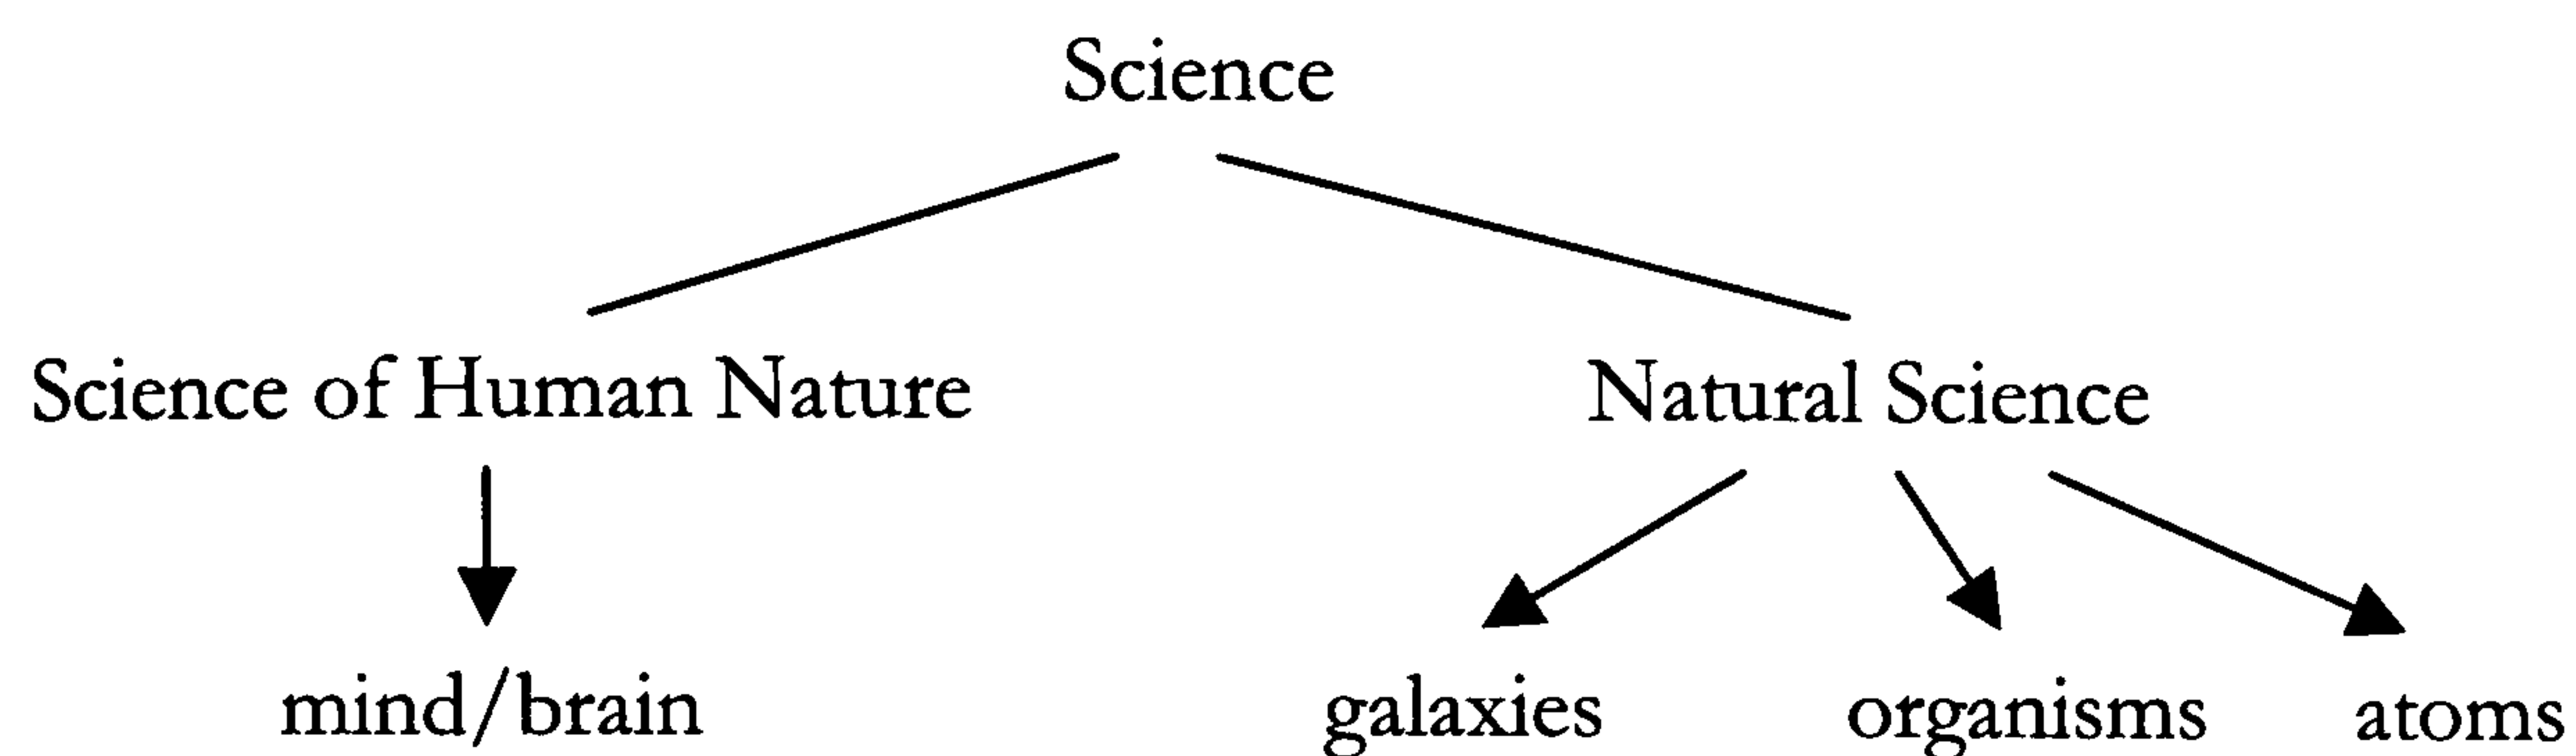 Science
Science of Human Nature Natural Science
mind/brain galaxies organisms atoms